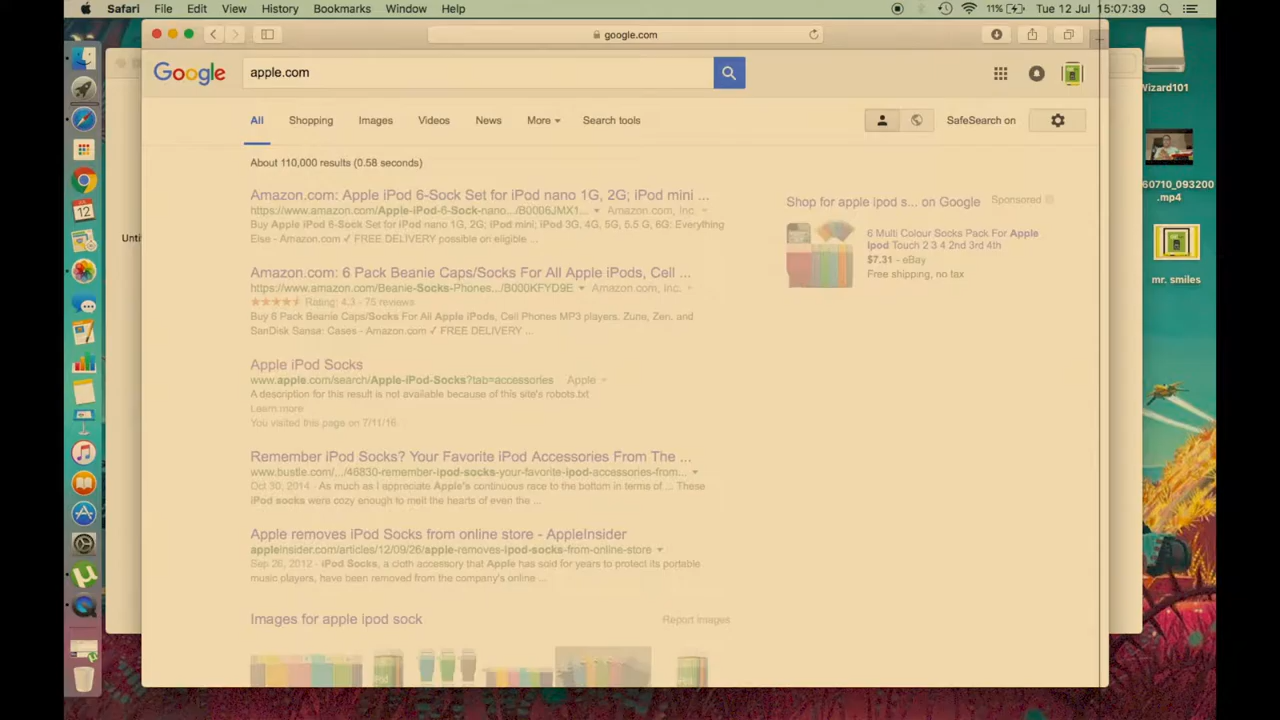 Safari File Edit View History Bookmarks Window Help 11% Tue 12 Jul 15:07:39
google.com
Google apple.com
All Shopping Images Videos News More Search tools SafeSearch on
About 110,000 results (0.58 seconds)
Amazon.com: Apple iPod 6-Sock Set for iPod nano 1G, 2G; iPod mini ...
https://www.amazon.com/Apple-iPod-6-Sock-nano.../B0006JMX1... Amazon.com, Inc.
Buy Apple iPod 6-Sock Set for iPod nano 1G, 2G; iPod mini; iPod 3G, 4G, 5G, 5.5 G, 6G: Everything
Else - Amazon.com ✓ FREE DELIVERY possible on eligible ...
Amazon.com: 6 Pack Beanie Caps/Socks For All Apple iPods, Cell ...
https://www.amazon.com/Beanie-Socks-Phones.../B000KFYD9E Amazon.com, Inc.
Rating: 4.3 - 75 reviews
Buy 6 Pack Beanie Caps/Socks For All Apple iPods, Cell Phones MP3 players. Zune, Zen. and
SanDisk Sansa: Cases - Amazon.com ✓ FREE DELIVERY ...
Apple iPod Socks
www.apple.com/search/Apple-iPod-Socks?tab=accessories Apple
A description for this result is not available because of this site's robots.txt
Learn more
You visited this page on 7/11/16.
Remember iPod Socks? Your Favorite iPod Accessories From The ...
www.bustle.com/.../46830-remember-ipod-socks-your-favorite-ipod-accessories-from...
Oct 30, 2014 - As much as I appreciate Apple's continuous race to the bottom in terms of ... These
iPod socks were cozy enough to melt the hearts of even the ...
Apple removes iPod Socks from online store - AppleInsider
appleinsider.com/articles/12/09/26/apple-removes-ipod-socks-from-online-store
Sep 26, 2012 - iPod Socks, a cloth accessory that Apple has sold for years to protect its portable
music players, have been removed from the company's online ...
Images for apple ipod sock Report images
Shop for apple ipod s... on Google Sponsored
6 Multi Colour Socks Pack For Apple
Ipod Touch 2 3 4 2nd 3rd 4th
$7.31 - eBay
Free shipping, no tax
Wizard101
60710_093200
.mp4
mr. smiles
Unti
12